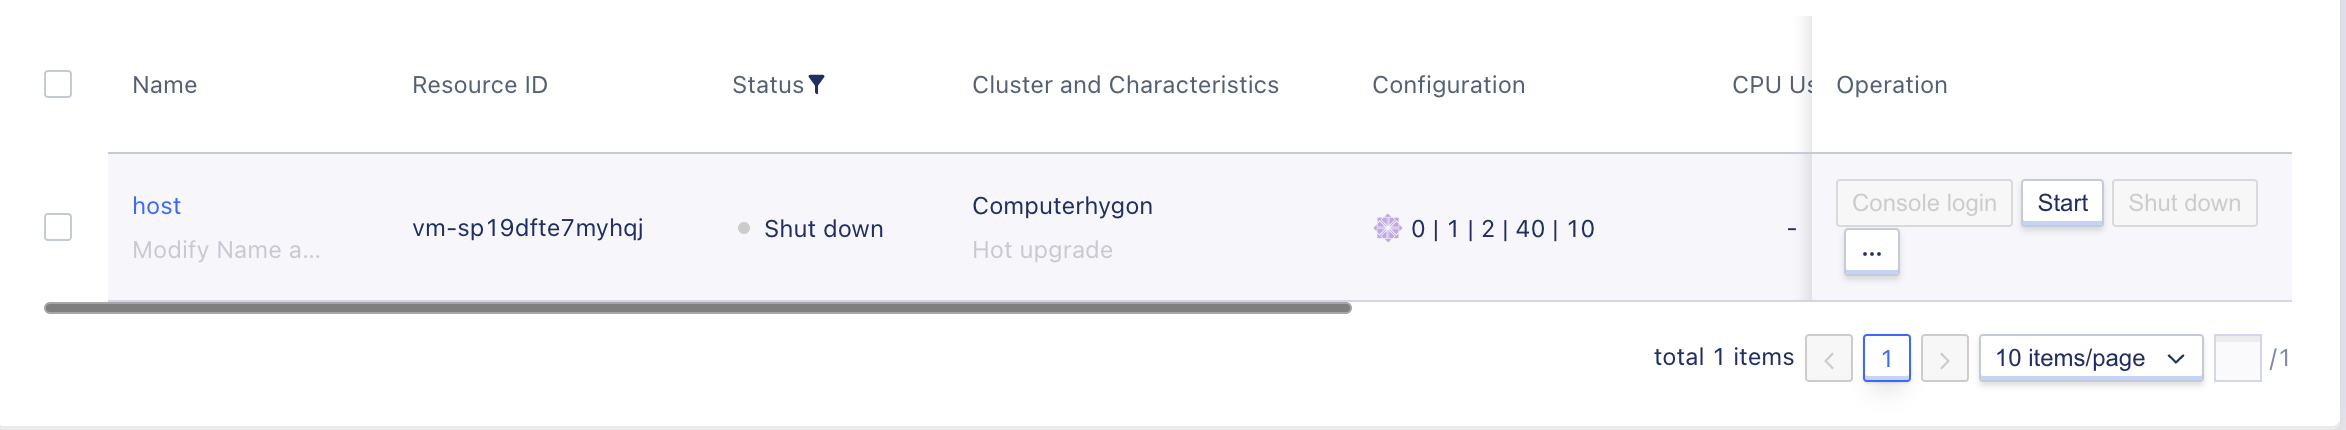 Name Resource ID Status Cluster and Characteristics Configuration CPU Us Operation
host Computerhygon Console login Start Shut down
vm-sp19dfte7myhqj Shut down 0 | 1 | 2 | 40 | 10 -
Modify Name a... Hot upgrade ...
total 1 items < 1 > 10 items/page /1